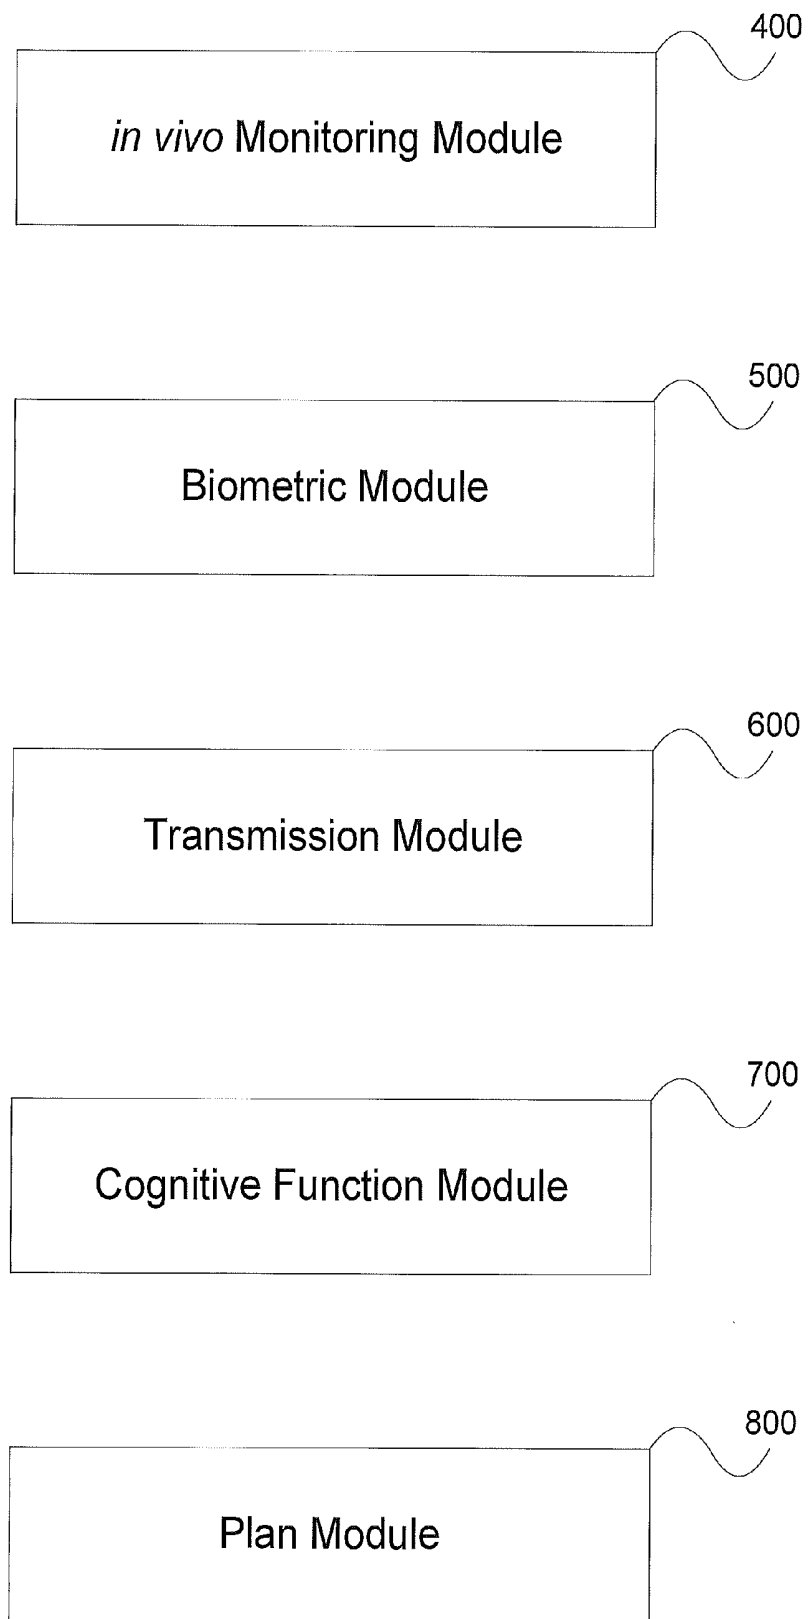 400
in vivo Monitoring Module
500
Biometric Module
600
Transmission Module
700
Cognitive Function Module
800
Plan Module